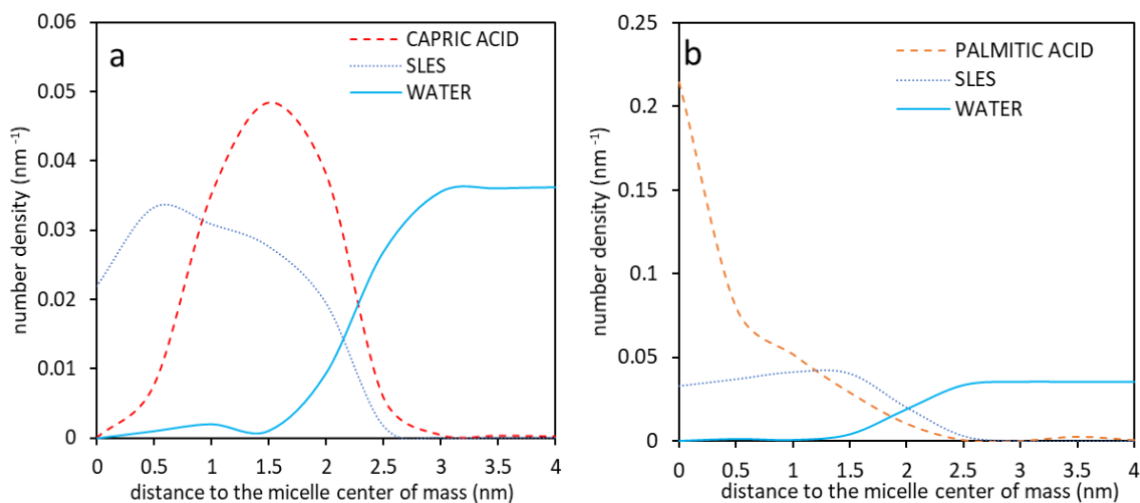 a
0.06
0.05
0.04
0.03
0.02
0.01
0
number density (nm⁻¹)
CAPRIC ACID
SLES
WATER
0 0.5 1 1.5 2 2.5 3 3.5 4
distance to the micelle center of mass (nm)
b
0.25
0.2
0.15
0.1
0.05
0
number density (nm⁻¹)
PALMITIC ACID
SLES
WATER
0 0.5 1 1.5 2 2.5 3 3.5 4
distance to the micelle center of mass (nm)